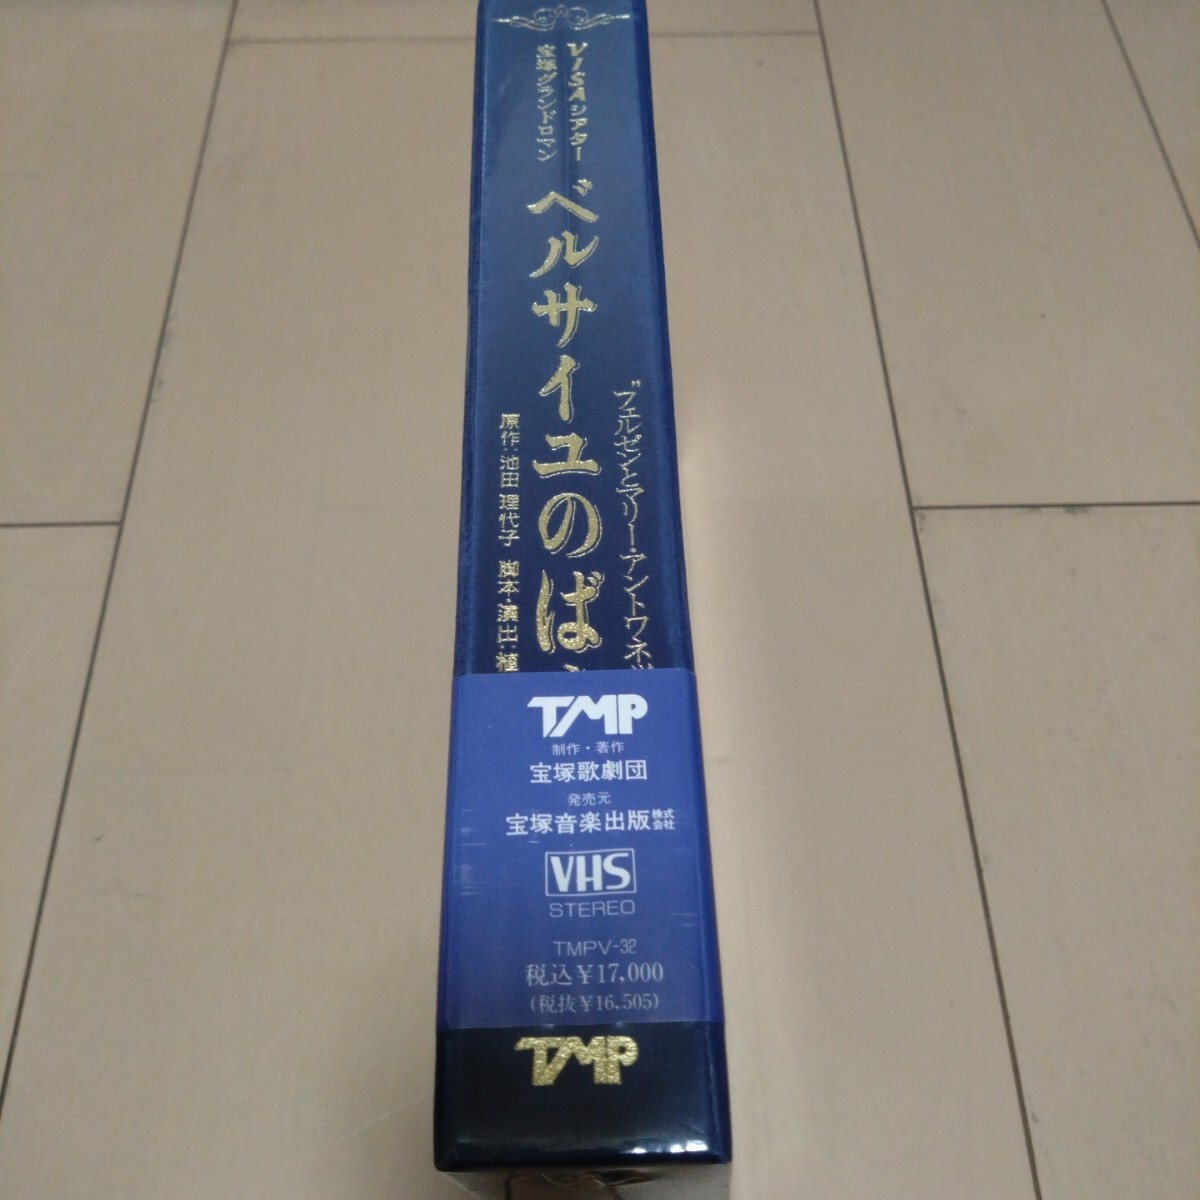 VISAシアター
宝塚グランドロマン
ベルサイユのば
"フェルゼンとマリー・アントワネッ
原作:池田 理代子 脚本・演出:植
TMP
制作・著作
宝塚歌劇団
発売元
宝塚音楽出版株式会社
VHS
STEREO
TMPV-32
税込¥17,000
(税抜¥16,505)
TMP